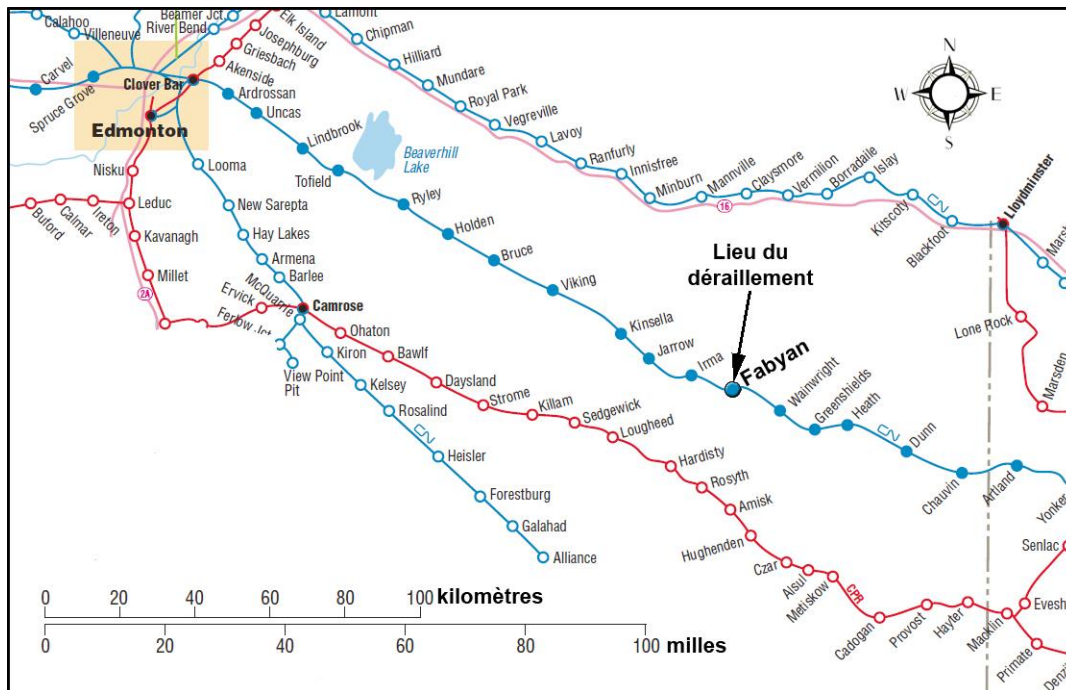 Calahoo
Villeneuve
Beamer Jct.
River Bend
Elk Island
Josephburg
Griesbach
Akenside
Carvel
Spruce Grove
Clover Bar
Edmonton
Ardrossan
Uncas
Lindbrook
Tofield
Beaverhill
Lake
Ryley
Holden
Bruce
Viking
Kinsella
Jarrow
Irma
Fabyan
Lieu du
déraillement
Wainwright
Greenshields
Heath
CN
Dunn
Chauvin
Artland
Yonker
Lamont
Chipman
Hilliard
Mundare
Royal Park
Vegreville
Lavoy
Ranfurly
Innisfree
Minburn
Mannville
16
Claysmore
Vermilion
Borradaile
Islay
Kitscoty
CN
Blackfoot
Lloydminster
Marsh
Lone Rock
Marsden
N
W
E
S
Nisku
Leduc
Ireton
Calmar
Buford
Kavanagh
Millet
2A
Looma
New Sarepta
Hay Lakes
Armena
Barlee
McQuarrie
Ervick
Ferlow Jct
Camrose
View Point
Pit
Kiron
Kelsey
Rosalind
CN
Heisler
Forestburg
Galahad
Alliance
Ohaton
Bawlf
Daysland
Strome
Killam
Sedgewick
Lougheed
Hardisty
Rosyth
Amisk
Hughenden
Czar
Alsul
Metiskow
CPR
Cadogan
Provost
Hayter
Macklin
Senlac
Evesh
Primate
Denzi
0 20 40 60 80 100 kilomètres
0 20 40 60 80 100 milles